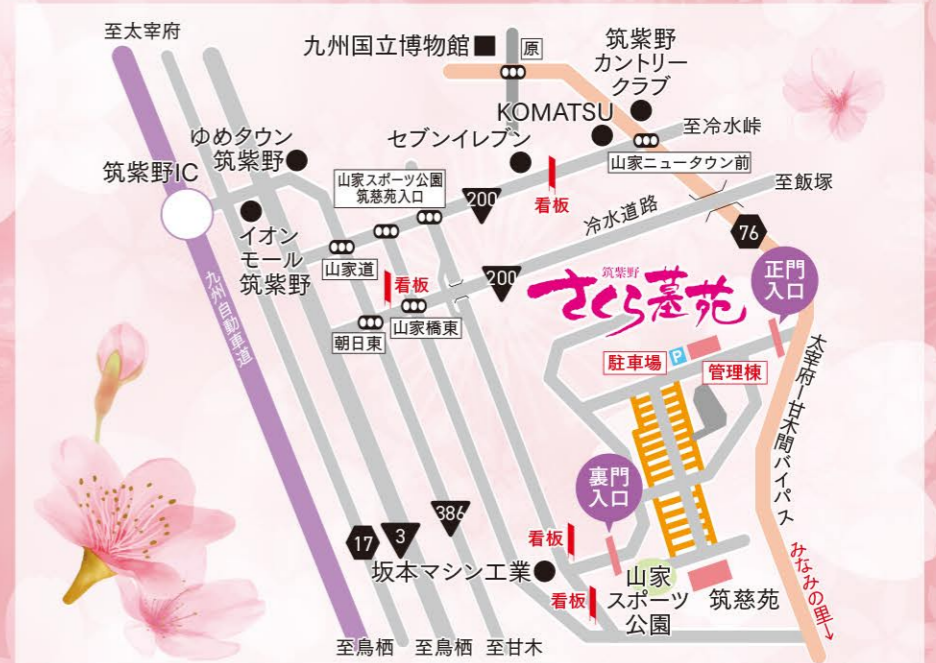 至太宰府
九州国立博物館
原
筑紫野
カントリー
クラブ
KOMATSU
至冷水峠
ゆめタウン
筑紫野
セブンイレブン
山家ニュータウン前
筑紫野IC
山家スポーツ公園
筑慈苑入口
200
看板
至飯塚
冷水道路
76
イオン
モール
筑紫野
山家道
看板
200
正門
入口
筑紫野
さくら墓苑
九州自動車道
朝日東
山家橋東
駐車場
P
管理棟
太宰府ー甘木間バイパス
裏門
入口
386
17
3
看板
坂本マシン工業
看板
山家
スポーツ
公園
筑慈苑
みなみの里→
至鳥栖
至鳥栖
至甘木